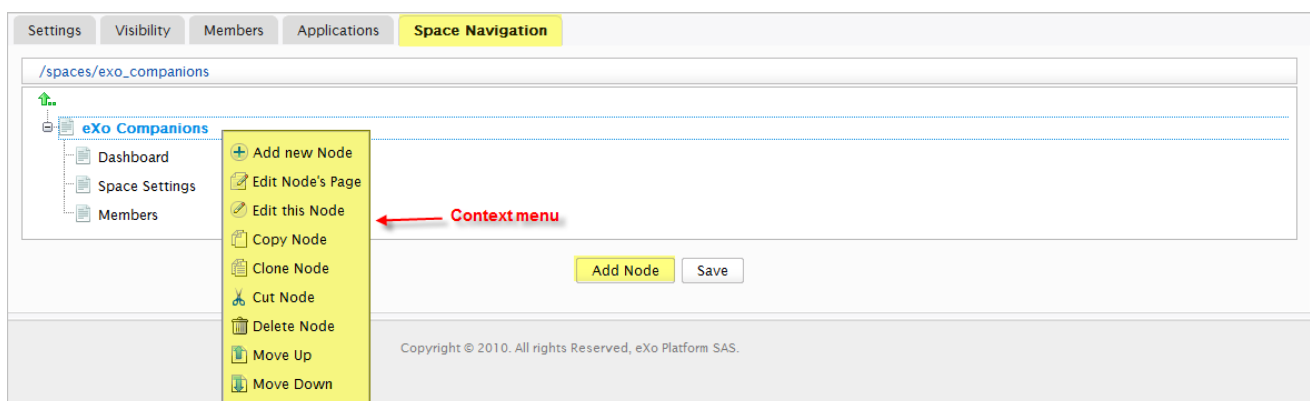 Settings Visibility Members Applications Space Navigation
/spaces/exo_companions
eXo Companions
Dashboard
Space Settings
Members
Add new Node
Edit Node's Page
Edit this Node
Copy Node
Clone Node
Cut Node
Delete Node
Move Up
Move Down
Context menu
Add Node Save
Copyright © 2010. All rights Reserved, eXo Platform SAS.